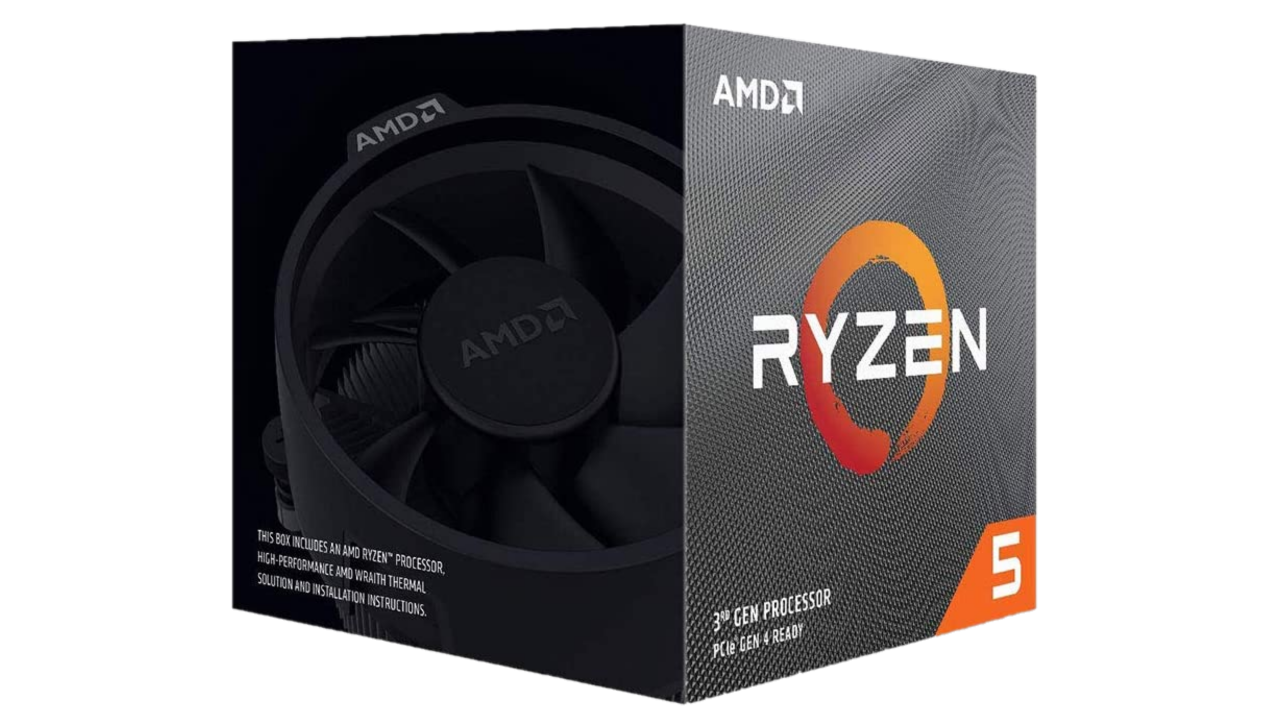 AMD
AMD
THIS BOX INCLUDES AN AMD RYZEN™ PROCESSOR,
HIGH-PERFORMANCE AMD WRAITH THERMAL
SOLUTION AND INSTALLATION INSTRUCTIONS.
AMD
RYZEN
5
3RD GEN PROCESSOR
PCIe GEN 4 READY